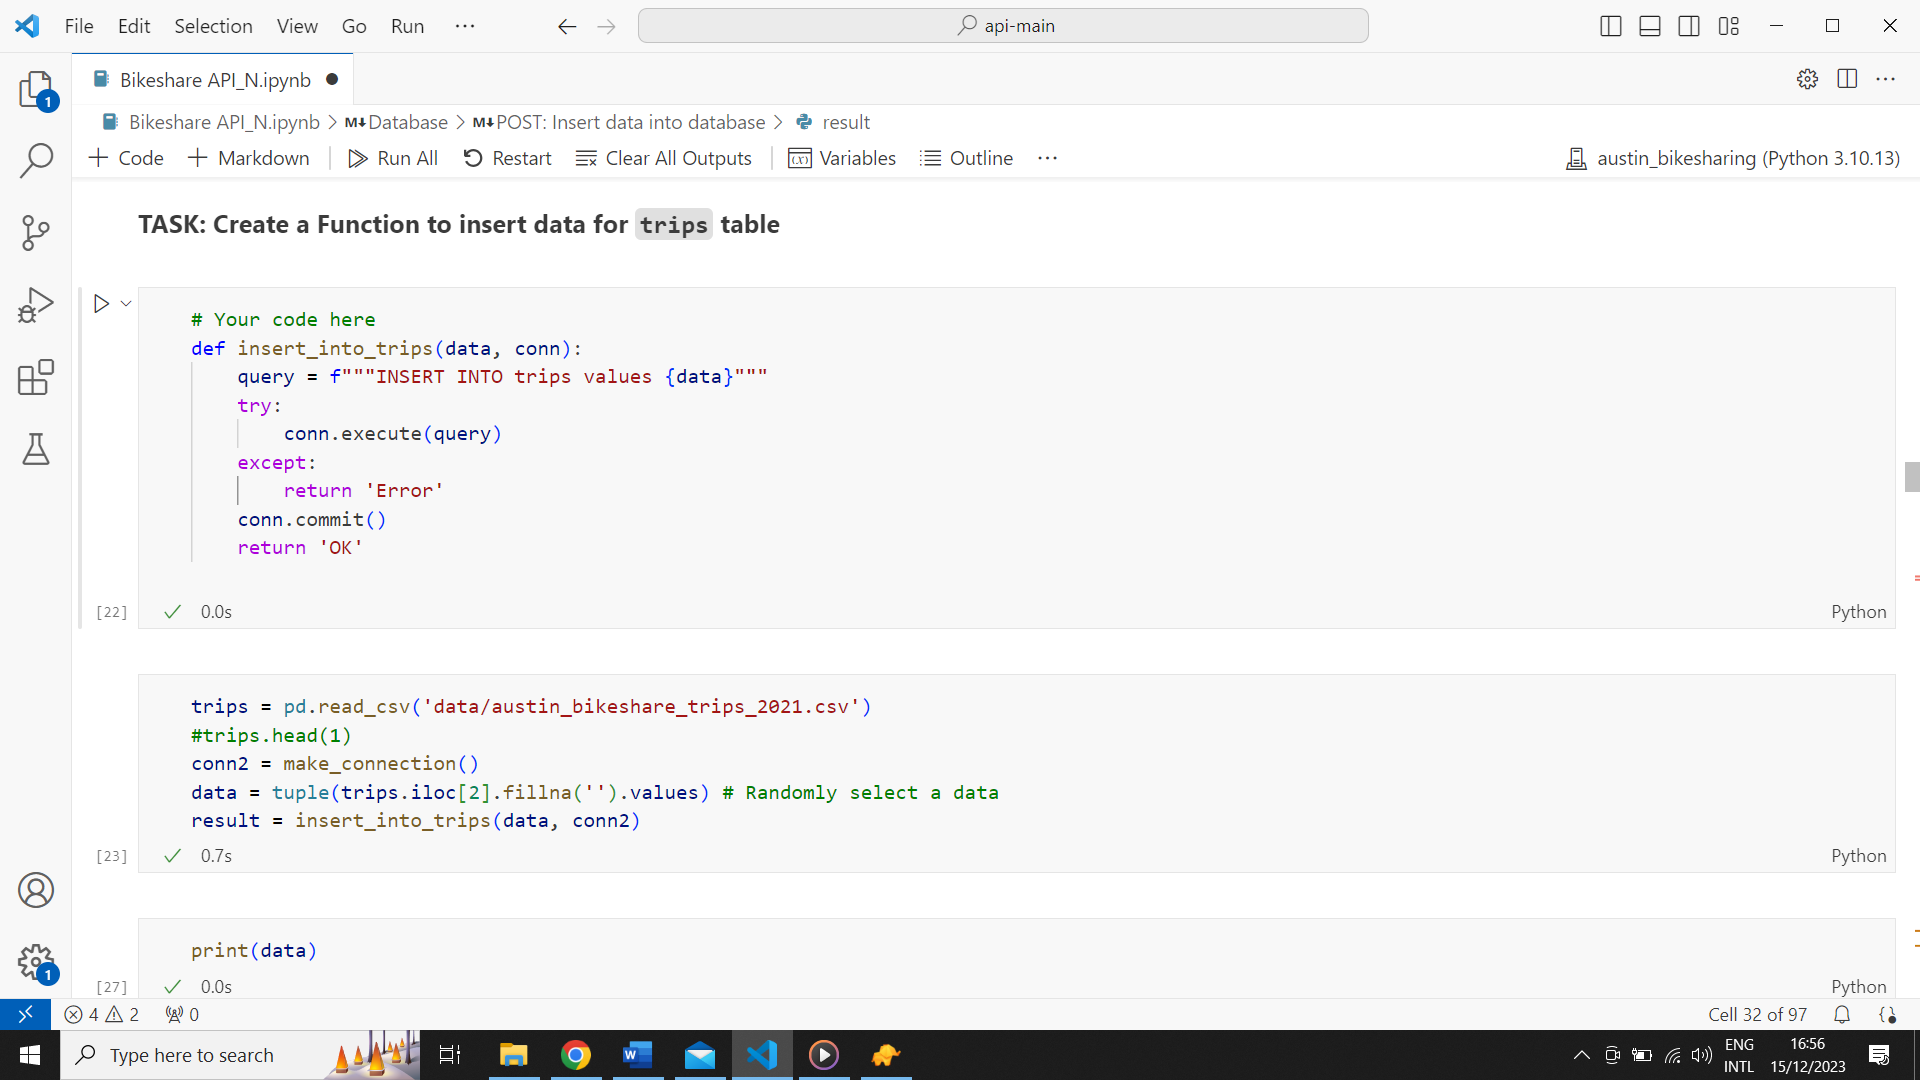 File Edit Selection View Go Run ···
api-main
Bikeshare API_N.ipynb
1
Bikeshare API_N.ipynb > M↓Database > M↓POST: Insert data into database > result
Code Markdown Run All Restart Clear All Outputs Variables Outline ···
austin_bikesharing (Python 3.10.13)
TASK: Create a Function to insert data for trips table
# Your code here
def insert_into_trips(data, conn):
query = f"""INSERT INTO trips values {data}"""
try:
conn.execute(query)
except:
return 'Error'
conn.commit()
return 'OK'
[22] 0.0s Python
trips = pd.read_csv('data/austin_bikeshare_trips_2021.csv')
#trips.head(1)
conn2 = make_connection()
data = tuple(trips.iloc[2].fillna('').values) # Randomly select a data
result = insert_into_trips(data, conn2)
[23] 0.7s Python
print(data)
1
[27] 0.0s Python
4 2 0 Cell 32 of 97
Type here to search
ENG 16:56
INTL 15/12/2023